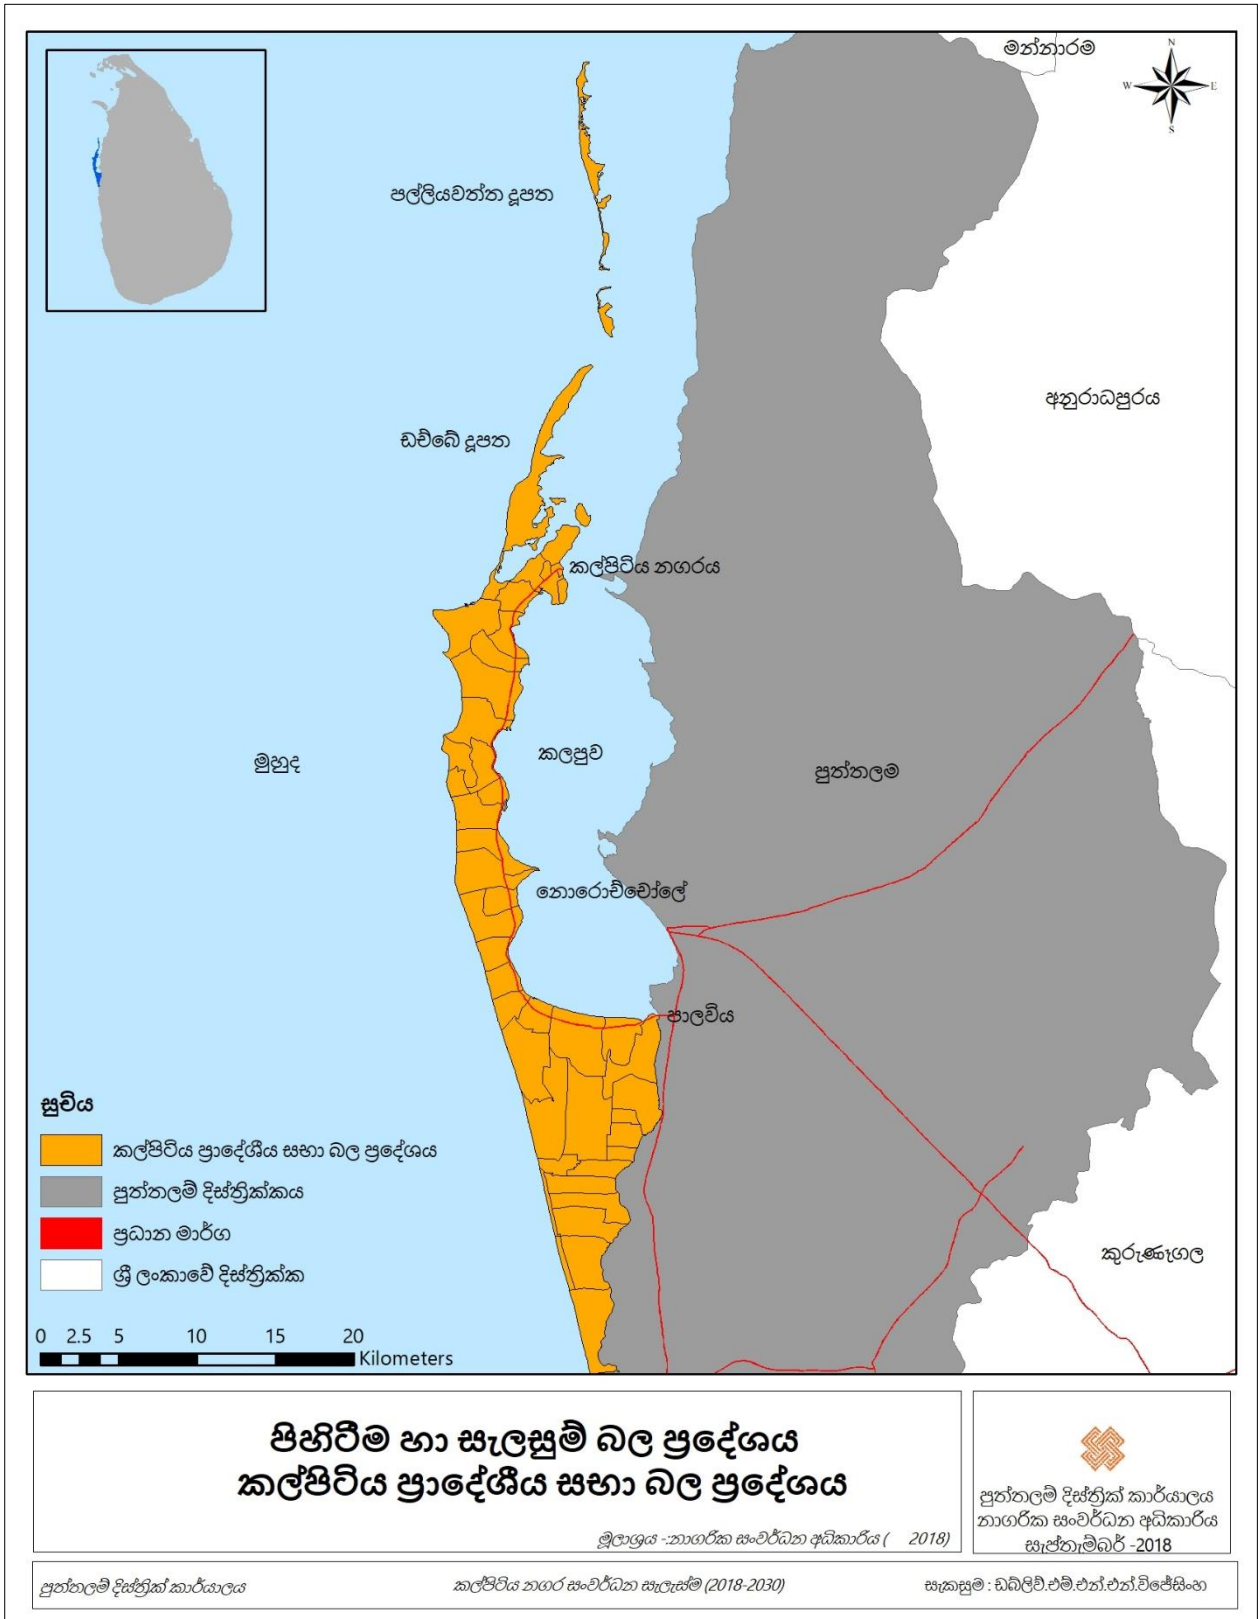 මන්නාරම
N
W E
S
පල්ලියවත්ත දූපත
අනුරාධපුරය
ඩච්බේ දූපත
කල්පිටිය නගරය
මුහුද
කලපුව
පුත්තලම
නොරොච්චෝලේ
පාලවිය
කුරුණෑගල
සූචිය
කල්පිටිය ප්‍රාදේශීය සභා බල ප්‍රදේශය
පුත්තලම් දිස්ත්‍රික්කය
ප්‍රධාන මාර්ග
ශ්‍රී ලංකාවේ දිස්ත්‍රික්ක
0 2.5 5 10 15 20
Kilometers
පිහිටීම හා සැලසුම් බල ප්‍රදේශය
කල්පිටිය ප්‍රාදේශීය සභා බල ප්‍රදේශය
මූලාශ්‍රය -:නාගරික සංවර්ධන අධිකාරිය ( 2018)
පුත්තලම් දිස්ත්‍රික් කාර්යාලය
නාගරික සංවර්ධන අධිකාරිය
සැප්තැම්බර් -2018
පුත්තලම් දිස්ත්‍රික් කාර්යාලය
කල්පිටිය නගර සංවර්ධන සැලැස්ම (2018-2030)
සැකසුම : ඩබ්ලිව්.එම්.එන්.එන්.විජේසිංහ